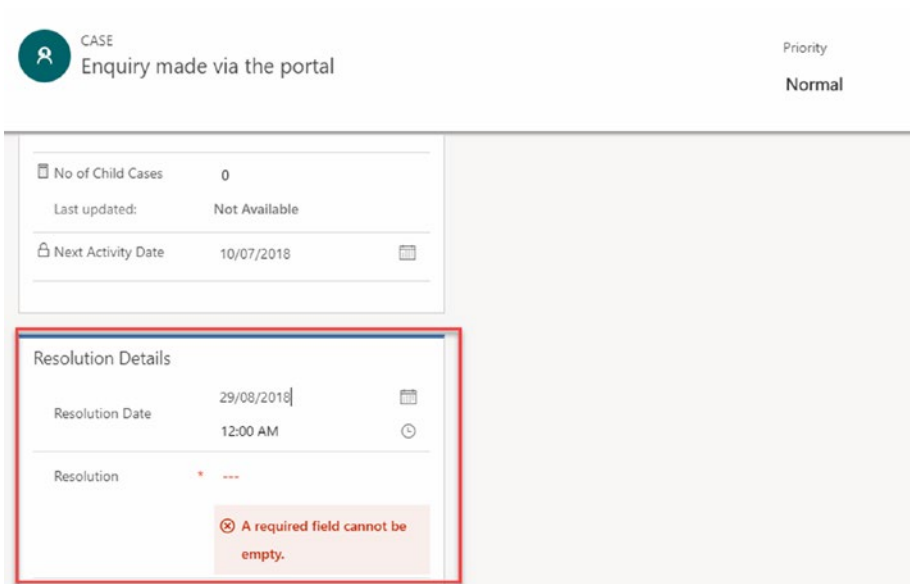 CASE
Enquiry made via the portal
Priority
Normal
No of Child Cases 0
Last updated: Not Available
Next Activity Date 10/07/2018
Resolution Details
Resolution Date 29/08/2018
12:00 AM
Resolution * ---
A required field cannot be
empty.